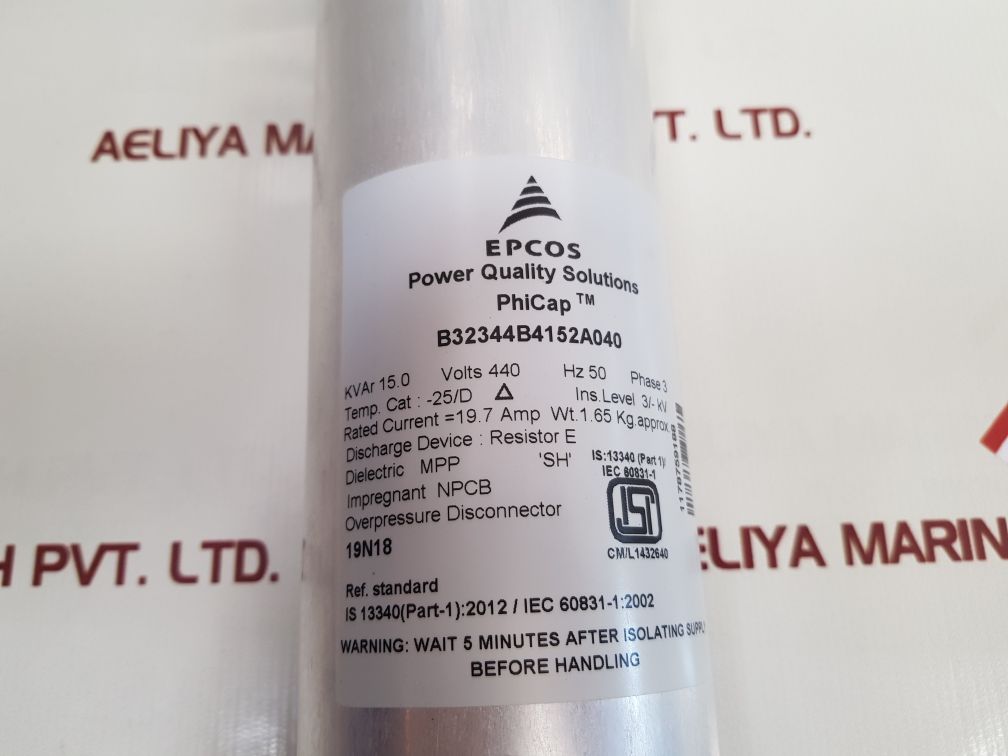 AELIYA MA T. LTD.
EPCOS
Power Quality Solutions
PhiCap™
B32344B4152A040
KVAr 15.0 Volts 440 Hz 50 Phase 3
Temp. Cat : -25/D Δ Ins.Level 3/- kV
Rated Current =19.7 Amp Wt.1.65 Kg.approx.
Discharge Device : Resistor E
Dielectric MPP 'SH' IS:13340 (Part 1)/
IEC 60831-1
Impregnant NPCB
Overpressure Disconnector
ISI
CM/L1432640
19N18
H PVT. LTD. ELIYA MARIN
Ref. standard
IS 13340(Part-1):2012 / IEC 60831-1:2002
WARNING: WAIT 5 MINUTES AFTER ISOLATING SUPPLY
BEFORE HANDLING